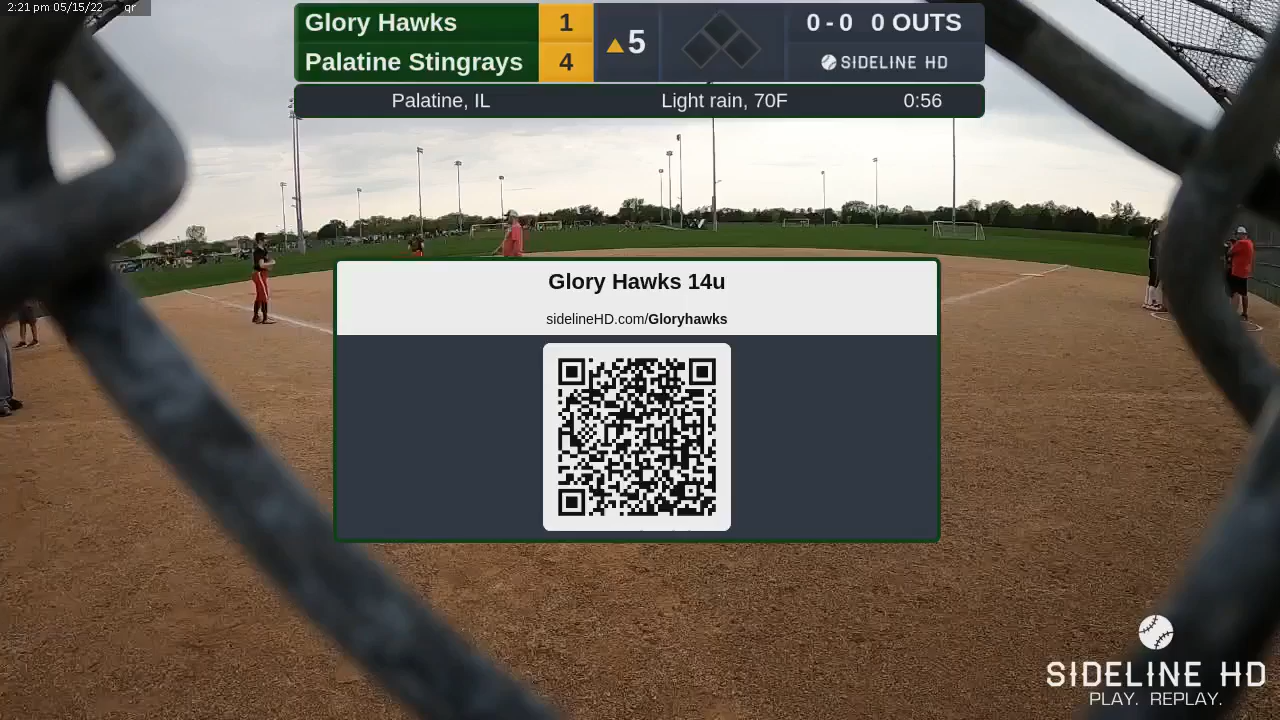 2:21 pm 05/15/22 gr
Glory Hawks 1
Palatine Stingrays 4
▲5
0 - 0 0 OUTS
SIDELINE HD
Palatine, IL Light rain, 70F 0:56
Glory Hawks 14u
sidelineHD.com/Gloryhawks
SIDELINE HD
PLAY. REPLAY.